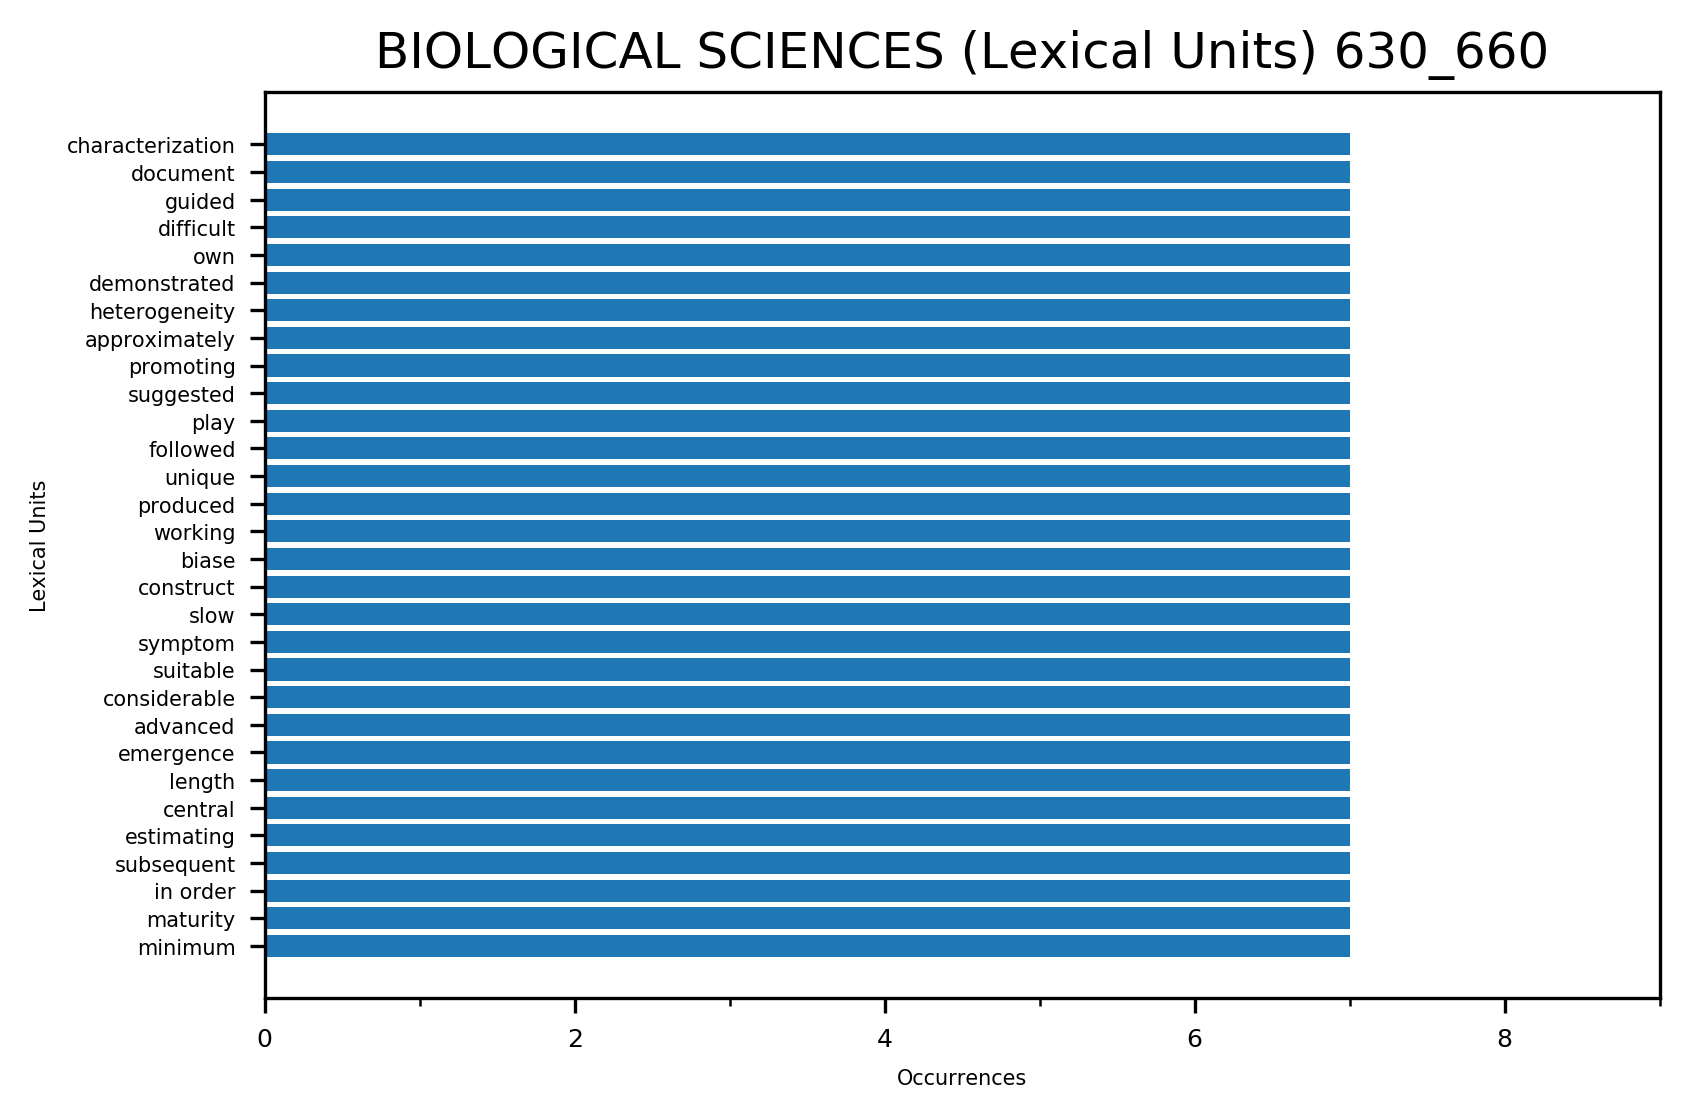 BIOLOGICAL SCIENCES (Lexical Units) 630_660
characterization
document
guided
difficult
own
demonstrated
heterogeneity
approximately
promoting
suggested
play
followed
unique
produced
working
biase
construct
slow
symptom
suitable
considerable
advanced
emergence
length
central
estimating
subsequent
in order
maturity
minimum
Lexical Units
0 2 4 6 8
Occurrences